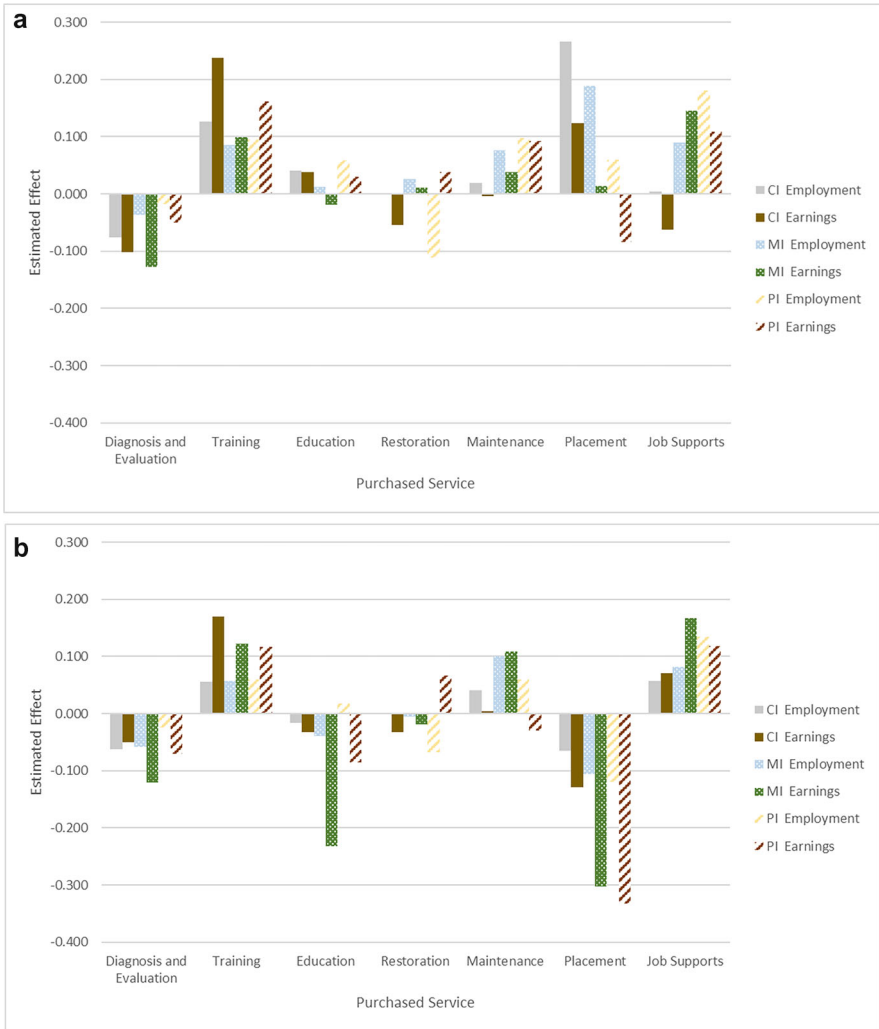 a
0.300
0.200
0.100
0.000
-0.100
-0.200
-0.300
-0.400
Estimated Effect
Diagnosis and
Evaluation
Training
Education
Restoration
Maintenance
Placement
Job Supports
Purchased Service
CI Employment
CI Earnings
MI Employment
MI Earnings
PI Employment
PI Earnings
b
0.300
0.200
0.100
0.000
-0.100
-0.200
-0.300
-0.400
Estimated Effect
Diagnosis and
Evaluation
Training
Education
Restoration
Maintenance
Placement
Job Supports
Purchased Service
CI Employment
CI Earnings
MI Employment
MI Earnings
PI Employment
PI Earnings